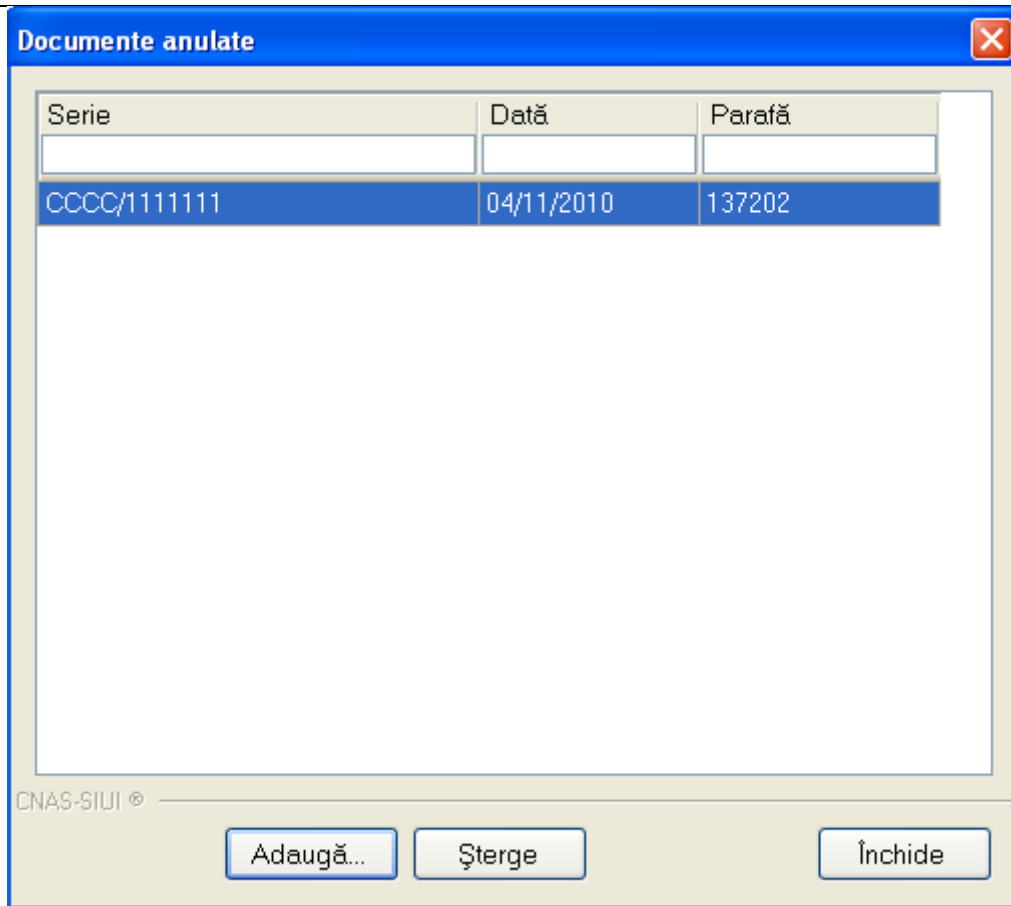 Documente anulate
Serie Dată Parafă
CCCC/1111111 04/11/2010 137202
CNAS-SIUI ®
Adaugă... Şterge Închide